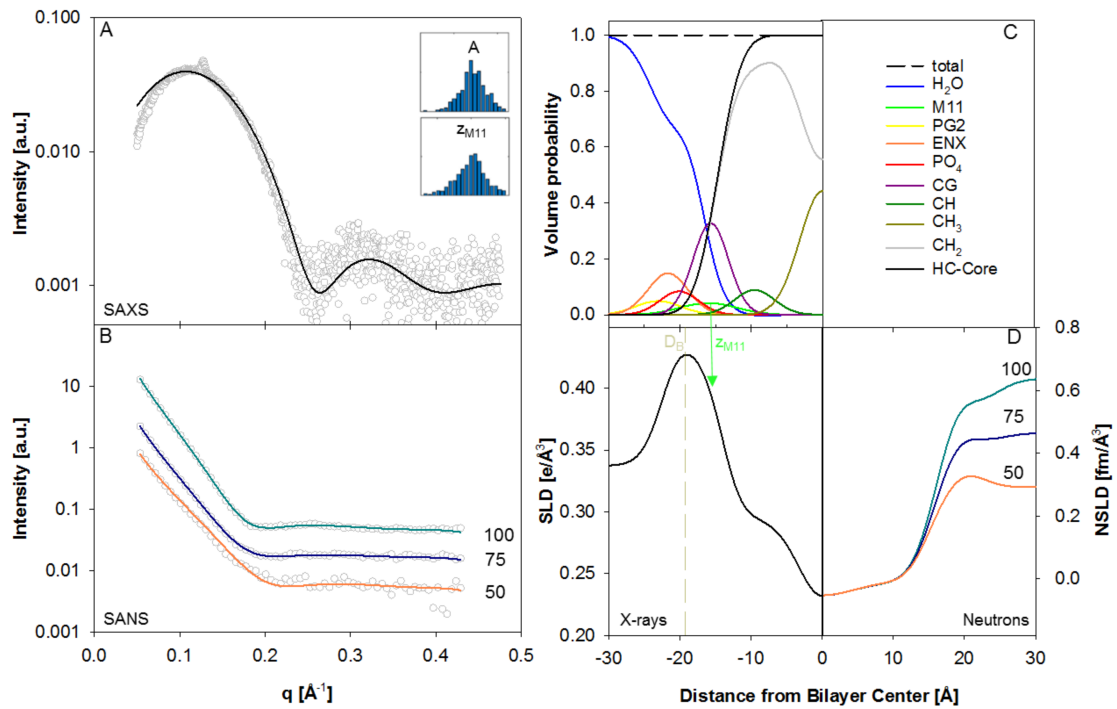 A
0.100
0.010
0.001
Intensity [a.u.]
SAXS
A
zM11
B
10
1
0.1
0.01
0.001
Intensity [a.u.]
100
75
50
SANS
0.0 0.1 0.2 0.3 0.4 0.5
q [Å-1]
C
1.0
0.8
0.6
0.4
0.2
0.0
Volume probability
total
H2O
M11
PG2
ENX
PO4
CG
CH
CH3
CH2
HC-Core
D
DB
zM11
0.40
0.35
0.30
0.25
0.20
SLD [e/Å3]
100
75
50
0.8
0.6
0.4
0.2
0.0
NSLD [fm/Å3]
X-rays
Neutrons
-30 -20 -10 0 10 20 30
Distance from Bilayer Center [Å]